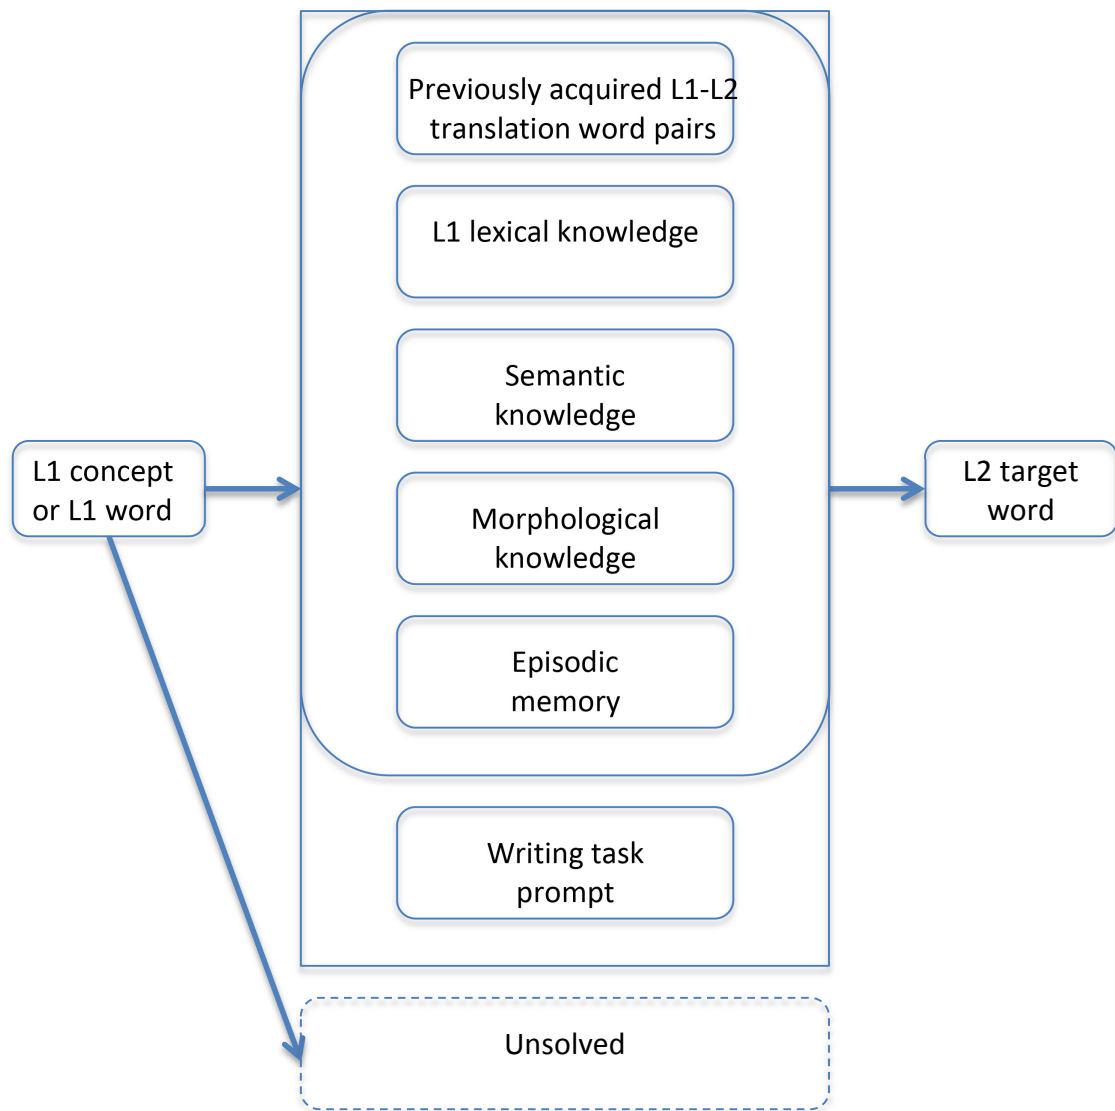 Previously acquired L1-L2
translation word pairs
L1 lexical knowledge
Semantic
knowledge
L1 concept
or L1 word
L2 target
word
Morphological
knowledge
Episodic
memory
Writing task
prompt
Unsolved